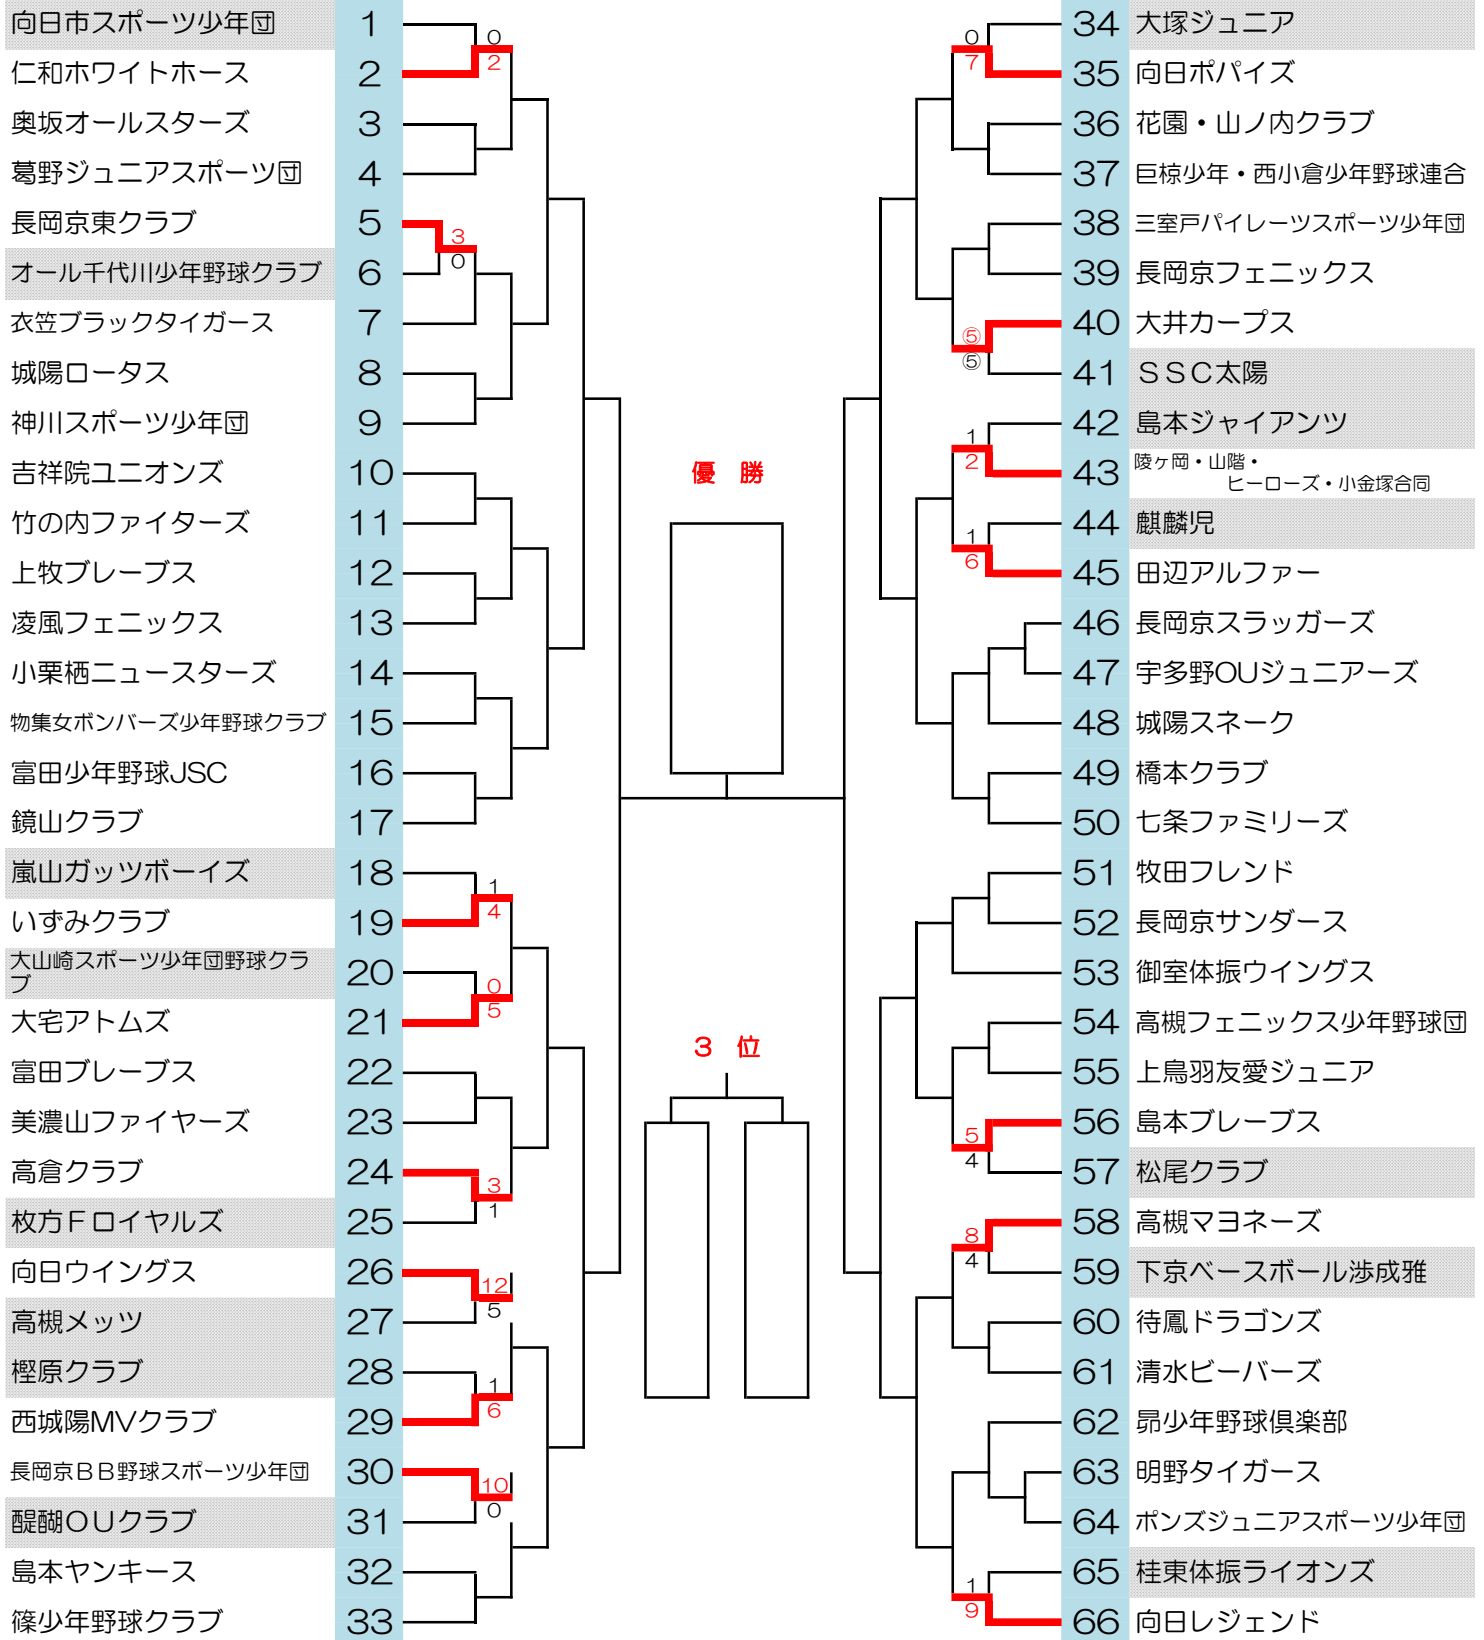 向日市スポーツ少年団 1
0
仁和ホワイトホース 2
2
奥坂オールスターズ 3
葛野ジュニアスポーツ団 4
長岡京東クラブ 5
3
0
オール千代川少年野球クラブ 6
衣笠ブラックタイガース 7
城陽ロータス 8
神川スポーツ少年団 9
吉祥院ユニオンズ 10
竹の内ファイターズ 11
上牧ブレーブス 12
凌風フェニックス 13
小栗栖ニュースターズ 14
物集女ボンバーズ少年野球クラブ 15
富田少年野球JSC 16
鏡山クラブ 17
嵐山ガッツボーイズ 18
1
4
いずみクラブ 19
大山崎スポーツ少年団野球クラ
ブ
20
0
5
大宅アトムズ 21
富田ブレーブス 22
美濃山ファイヤーズ 23
高倉クラブ 24
3
1
枚方Fロイヤルズ 25
向日ウイングス 26
12
5
高槻メッツ 27
樫原クラブ 28
1
6
西城陽MVクラブ 29
長岡京BB野球スポーツ少年団 30
10
0
醍醐OUクラブ 31
島本ヤンキース 32
篠少年野球クラブ 33
優 勝
3 位
34 大塚ジュニア
0
7
35 向日ポパイズ
36 花園・山ノ内クラブ
37 巨椋少年・西小倉少年野球連合
38 三室戸パイレーツスポーツ少年団
39 長岡京フェニックス
40 大井カープス
⑤
⑤
41 SSC太陽
42 島本ジャイアンツ
1
2
43 陵ヶ岡・山階・
ヒーローズ・小金塚合同
44 麒麟児
1
6
45 田辺アルファー
46 長岡京スラッガーズ
47 宇多野OUジュニアーズ
48 城陽スネーク
49 橋本クラブ
50 七条ファミリーズ
51 牧田フレンド
52 長岡京サンダース
53 御室体振ウイングス
54 高槻フェニックス少年野球団
55 上鳥羽友愛ジュニア
56 島本ブレーブス
5
4
57 松尾クラブ
58 高槻マヨネーズ
8
4
59 下京ベースボール渉成雅
60 待鳳ドラゴンズ
61 清水ビーバーズ
62 昴少年野球倶楽部
63 明野タイガース
64 ポンズジュニアスポーツ少年団
65 桂東体振ライオンズ
1
9
66 向日レジェンド